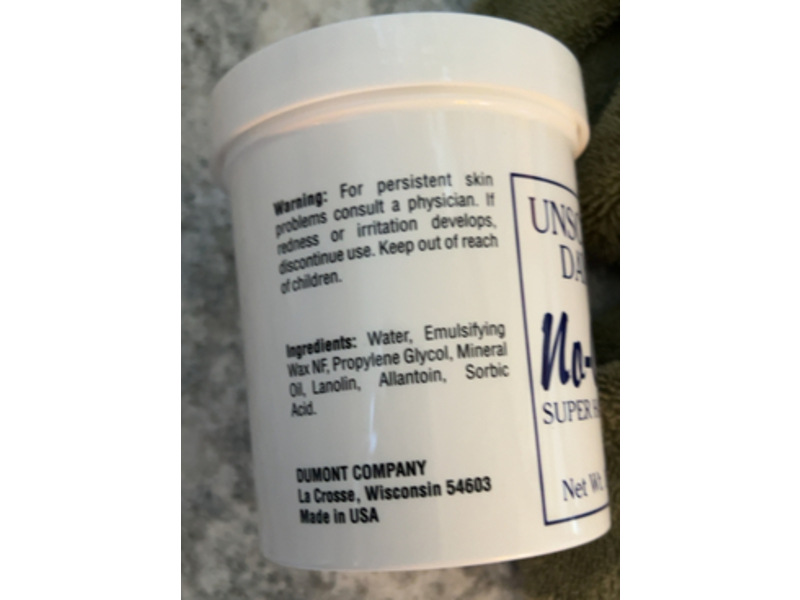 Warning: For persistent skin
problems consult a physician. If
redness or irritation develops,
discontinue use. Keep out of reach
of children.
Ingredients: Water, Emulsifying
Wax NF, Propylene Glycol, Mineral
Oil, Lanolin, Allantoin, Sorbic
Acid.
DUMONT COMPANY
La Crosse, Wisconsin 54603
Made in USA
No-
SUPER
Net Wt